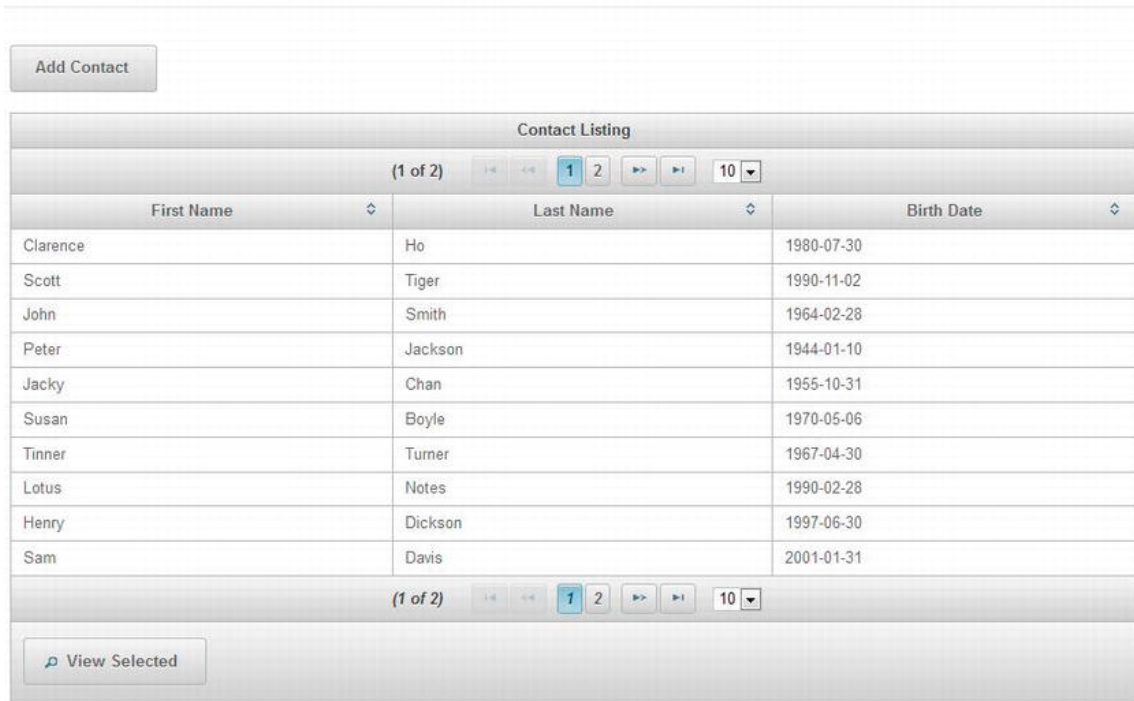 Add Contact
Contact Listing
(1 of 2) 1 2 10
First Name Last Name Birth Date
Clarence Ho 1980-07-30
Scott Tiger 1990-11-02
John Smith 1964-02-28
Peter Jackson 1944-01-10
Jacky Chan 1955-10-31
Susan Boyle 1970-05-06
Tinner Turner 1967-04-30
Lotus Notes 1990-02-28
Henry Dickson 1997-06-30
Sam Davis 2001-01-31
(1 of 2) 1 2 10
View Selected